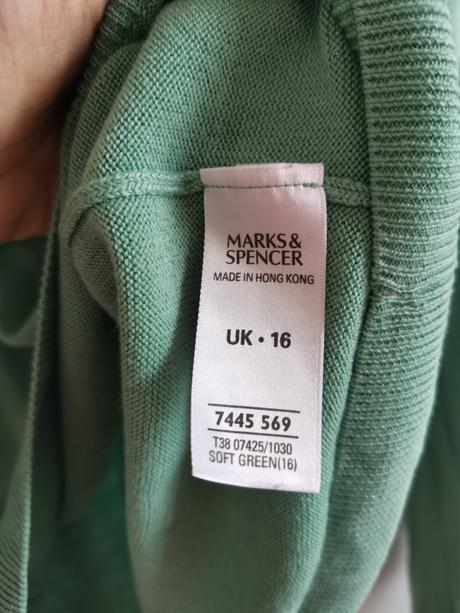 MARKS &
SPENCER
MADE IN HONG KONG
UK • 16
7445 569
T38 07425/1030
SOFT GREEN(16)